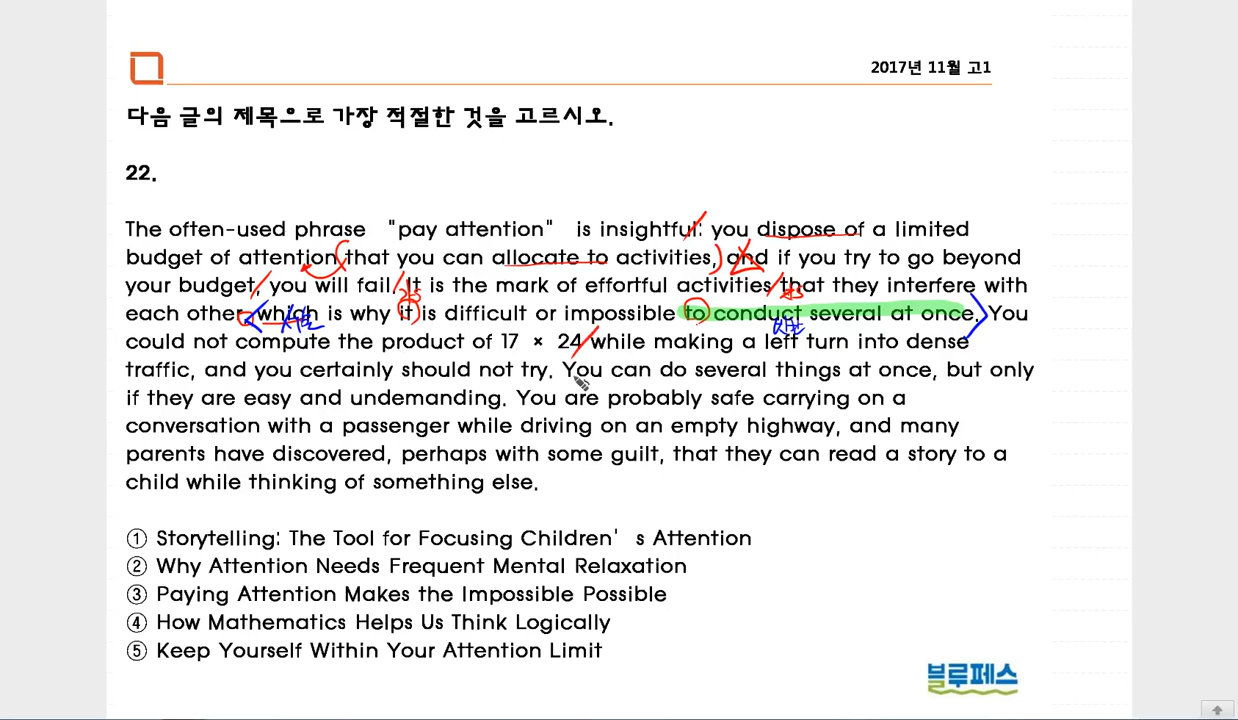 2017년 11월 고1
다음 글의 제목으로 가장 적절한 것을 고르시오.
22.
The often-used phrase "pay attention" is insightful: you dispose of a limited
budget of attention that you can allocate to activities, and if you try to go beyond
your budget, you will fail. It is the mark of effortful activities that they interfere with
each other, which is why it is difficult or impossible to conduct several at once. You
could not compute the product of 17 × 24 while making a left turn into dense
traffic, and you certainly should not try. You can do several things at once, but only
if they are easy and undemanding. You are probably safe carrying on a
conversation with a passenger while driving on an empty highway, and many
parents have discovered, perhaps with some guilt, that they can read a story to a
child while thinking of something else.
① Storytelling: The Tool for Focusing Children's Attention
② Why Attention Needs Frequent Mental Relaxation
③ Paying Attention Makes the Impossible Possible
④ How Mathematics Helps Us Think Logically
⑤ Keep Yourself Within Your Attention Limit
블루페스